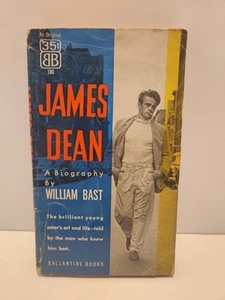 An Original
35¢
BB
180
JAMES
DEAN
A Biography
By
WILLIAM BAST
The brilliant young
actor's art and life—told
by the man who knew
him best.
BALLANTINE BOOKS